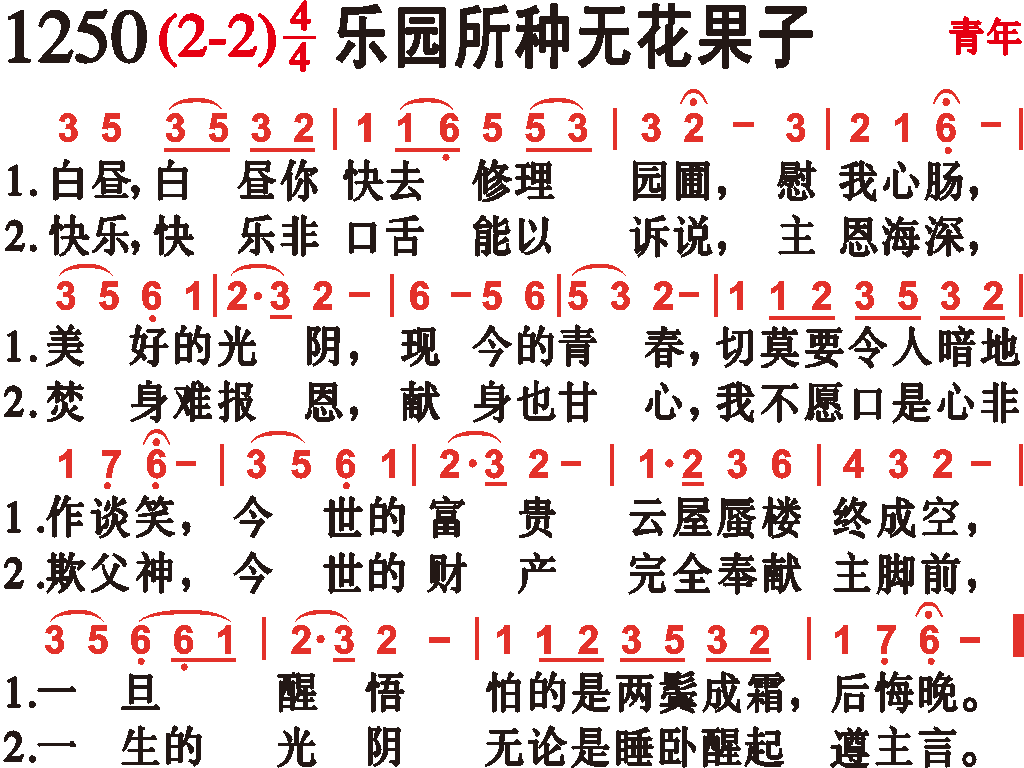 1250 (2-2) 4/4 乐园所种无花果子 青年
3 5 3 5 3 2 | 1 1 6 5 5 3 | 3 2 - 3 | 2 1 6 - |
1.白昼,白 昼你 快去 修理 园圃, 慰 我心肠,
2.快乐,快 乐非 口舌 能以 诉说, 主 恩海深,
3 5 6 1 | 2·3 2 - | 6 - 5 6 | 5 3 2 - | 1 1 2 3 5 3 2 |
1.美 好的光 阴, 现 今的青 春,切莫要令人暗地
2.焚 身难报 恩, 献 身也甘 心,我不愿口是心非
1 7 6 - | 3 5 6 1 | 2·3 2 - | 1·2 3 6 | 4 3 2 - |
1.作谈笑, 今 世的 富 贵 云屋蜃楼 终成空,
2.欺父神, 今 世的 财 产 完全奉献 主脚前,
3 5 6 6 1 | 2·3 2 - | 1 1 2 3 5 3 2 | 1 7 6 -
1.一 旦 醒 悟 怕的是两鬓成霜,后悔晚。
2.一 生的 光 阴 无论是睡卧醒起 遵主言。